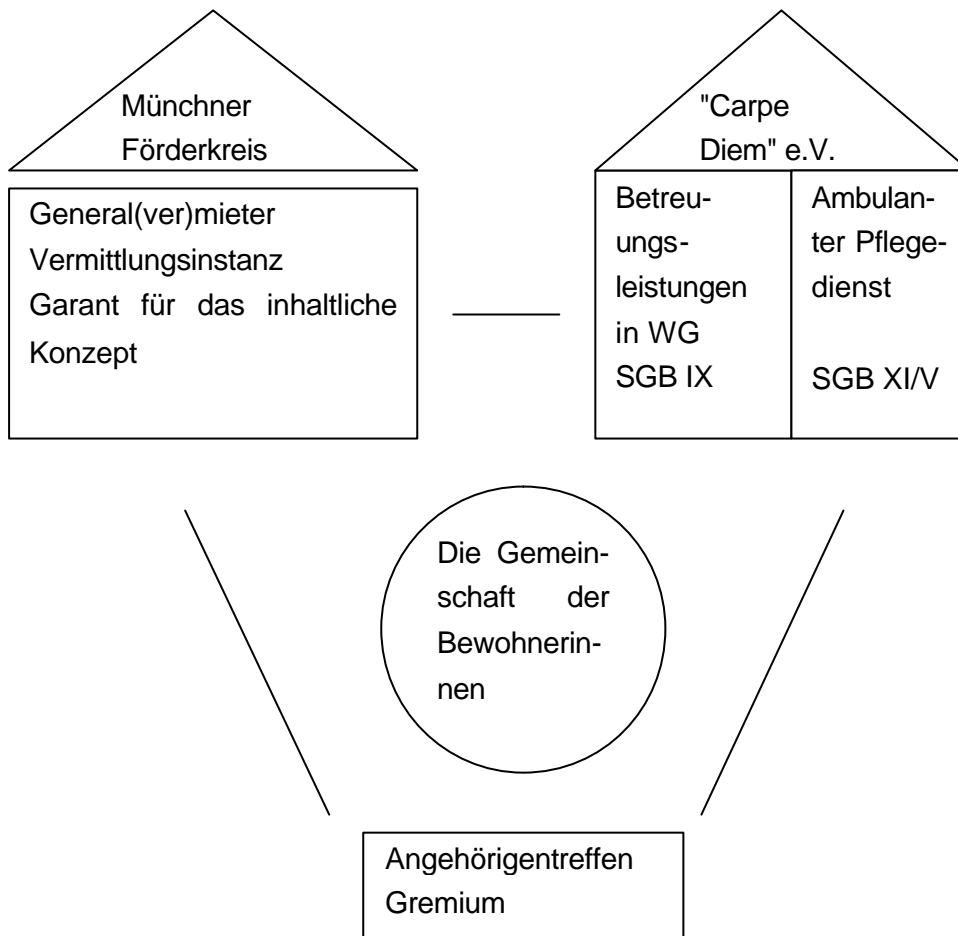 Münchner
Förderkreis
General(ver)mieter
Vermittlungsinstanz
Garant für das inhaltliche
Konzept
"Carpe
Diem" e.V.
Betreu-
ungs-
leistungen
in WG
SGB IX
Ambulan-
ter Pflege-
dienst
SGB XI/V
Die Gemein-
schaft der
Bewohnerin-
nen
Angehörigentreffen
Gremium